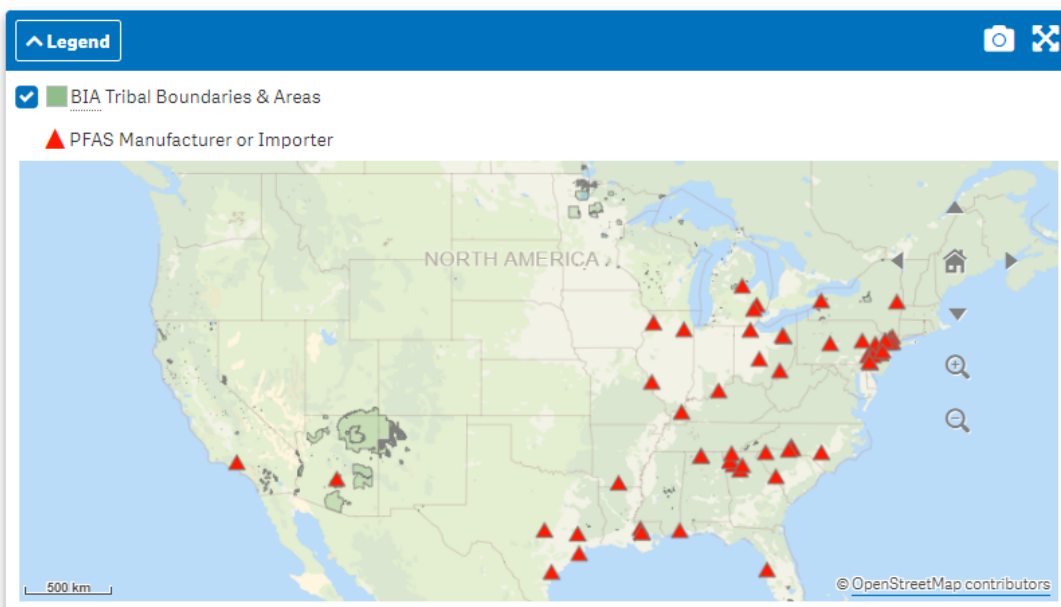 Legend
BIA Tribal Boundaries & Areas
PFAS Manufacturer or Importer
NORTH AMERICA
500 km
© OpenStreetMap contributors